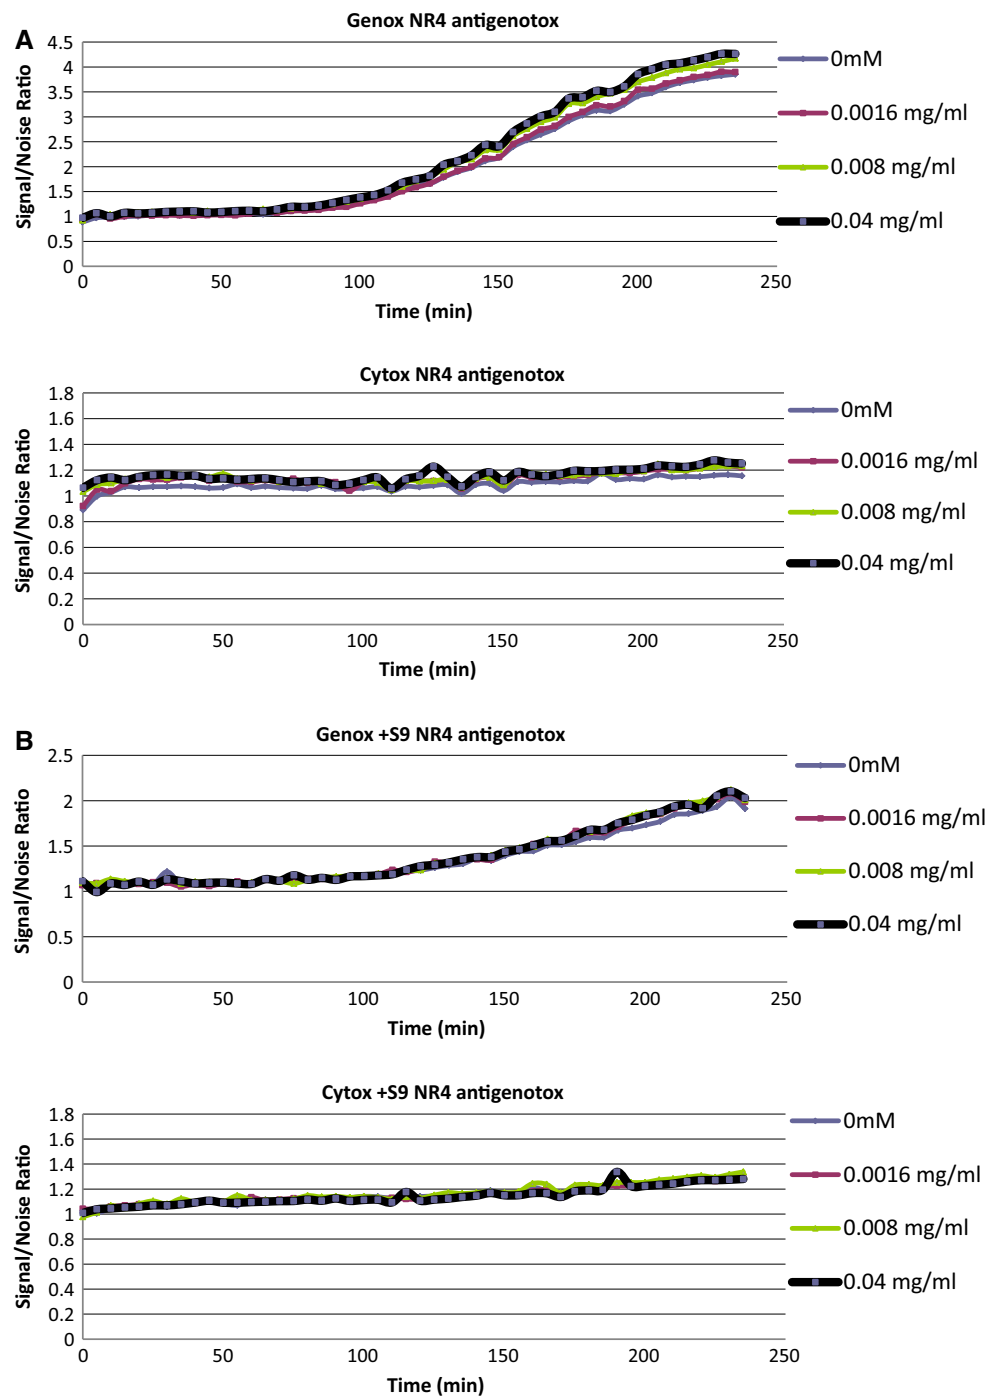 A
Genox NR4 antigenotox
Signal/Noise Ratio
4.5
4
3.5
3
2.5
2
1.5
1
0.5
0
0 50 100 150 200 250
Time (min)
0mM
0.0016 mg/ml
0.008 mg/ml
0.04 mg/ml
Cytox NR4 antigenotox
Signal/Noise Ratio
1.8
1.6
1.4
1.2
1
0.8
0.6
0.4
0.2
0
0 50 100 150 200 250
Time (min)
0mM
0.0016 mg/ml
0.008 mg/ml
0.04 mg/ml
B
Genox +S9 NR4 antigenotox
Signal/Noise Ratio
2.5
2
1.5
1
0.5
0
0 50 100 150 200 250
Time (min)
0mM
0.0016 mg/ml
0.008 mg/ml
0.04 mg/ml
Cytox +S9 NR4 antigenotox
Signal/Noise Ratio
1.8
1.6
1.4
1.2
1
0.8
0.6
0.4
0.2
0
0 50 100 150 200 250
Time (min)
0mM
0.0016 mg/ml
0.008 mg/ml
0.04 mg/ml